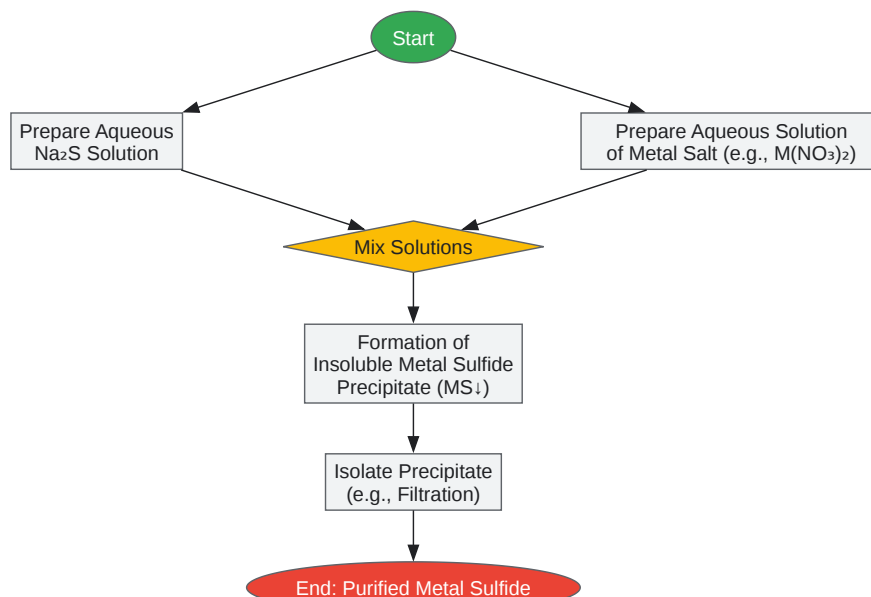 Start
Prepare Aqueous
Na₂S Solution
Prepare Aqueous Solution
of Metal Salt (e.g., M(NO₃)₂)
Mix Solutions
Formation of
Insoluble Metal Sulfide
Precipitate (MS↓)
Isolate Precipitate
(e.g., Filtration)
End: Purified Metal Sulfide